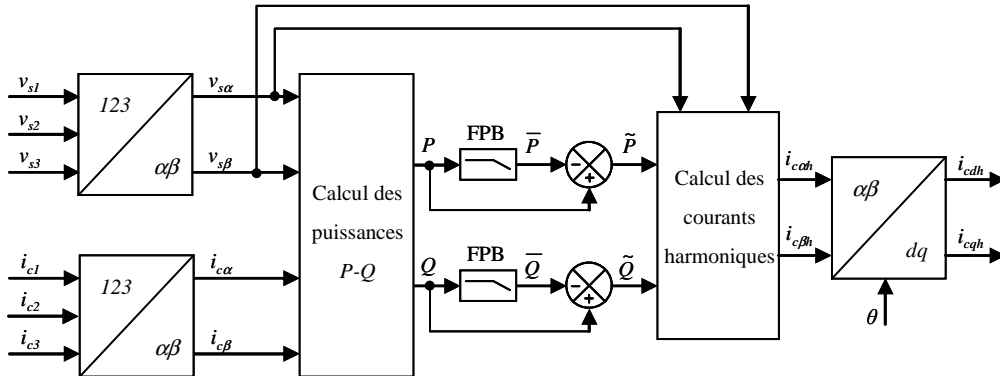 v_s1
v_s2
v_s3
123
αβ
v_sα
v_sβ
i_c1
i_c2
i_c3
123
αβ
i_cα
i_cβ
Calcul des
puissances
P-Q
P
FPB
P̅
P̃
Q
FPB
Q̅
Q̃
- +
- +
Calcul des
courants
harmoniques
i_cαh
i_cβh
αβ
dq
θ
i_cdh
i_cqh